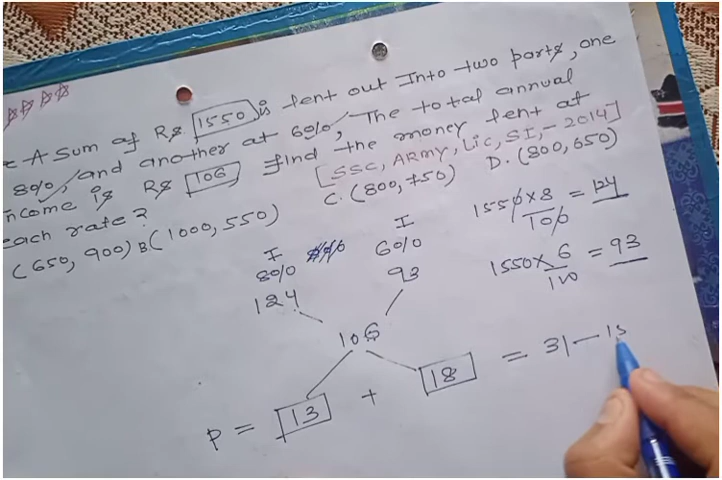 A sum of Rs. 1550 is lent out Into two parts, one
8%, and another at 6%, The total annual
ncome is Rs 106, find the money lent at
each rate? [SSC, ARMY, Lic, SI, - 2014]
(650, 900) B(1000, 550) C. (800, 750) D. (800, 650)
I I
8% 6%
124 93
106
P = 13 + 18 = 31 — 15
1550×8/100 = 124
1550×6/100 = 93